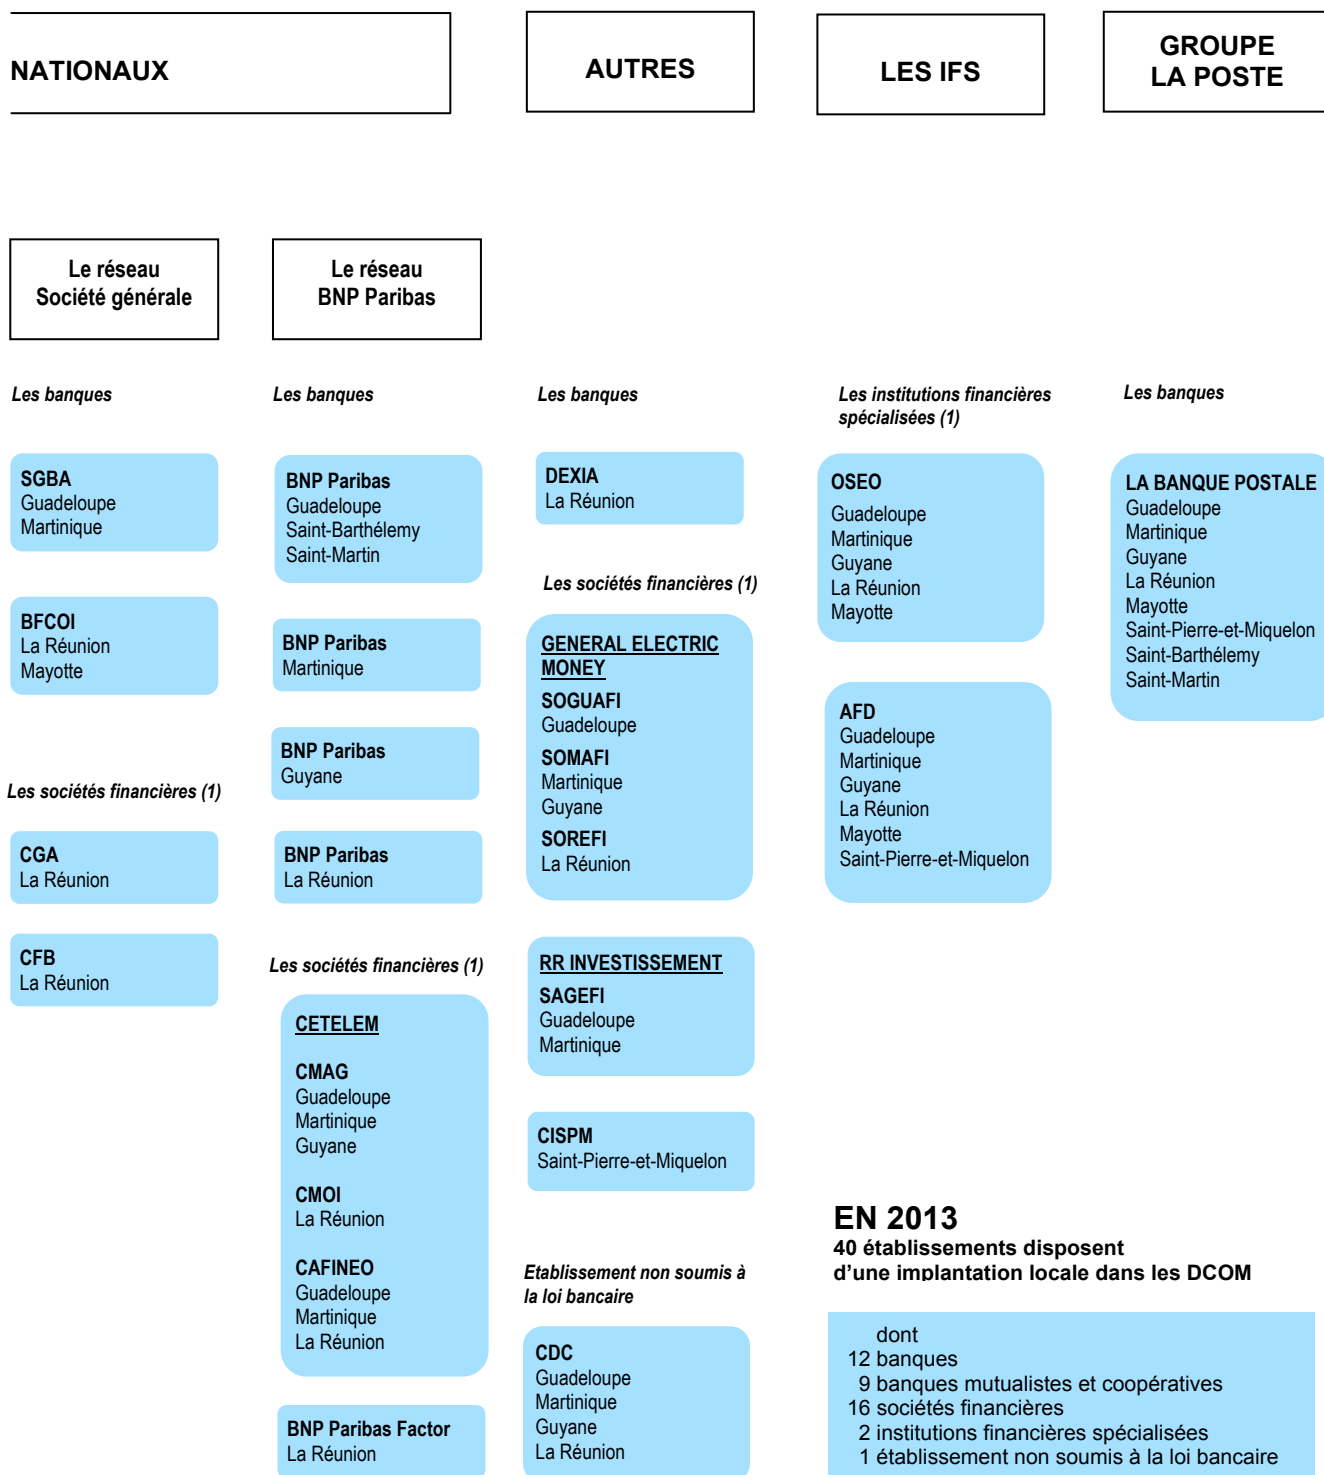 NATIONAUX
AUTRES
LES IFS
GROUPE
LA POSTE
Le réseau
Société générale
Le réseau
BNP Paribas
Les banques
SGBA
Guadeloupe
Martinique
BFCOI
La Réunion
Mayotte
Les sociétés financières (1)
CGA
La Réunion
CFB
La Réunion
Les banques
BNP Paribas
Guadeloupe
Saint-Barthélemy
Saint-Martin
BNP Paribas
Martinique
BNP Paribas
Guyane
BNP Paribas
La Réunion
Les sociétés financières (1)
CETELEM
CMAG
Guadeloupe
Martinique
Guyane
CMOI
La Réunion
CAFINEO
Guadeloupe
Martinique
La Réunion
BNP Paribas Factor
La Réunion
Les banques
DEXIA
La Réunion
Les sociétés financières (1)
GENERAL ELECTRIC
MONEY
SOGUAFI
Guadeloupe
SOMAFI
Martinique
Guyane
SOREFI
La Réunion
RR INVESTISSEMENT
SAGEFI
Guadeloupe
Martinique
CISPM
Saint-Pierre-et-Miquelon
Etablissement non soumis à
la loi bancaire
CDC
Guadeloupe
Martinique
Guyane
La Réunion
Les institutions financières
spécialisées (1)
OSEO
Guadeloupe
Martinique
Guyane
La Réunion
Mayotte
AFD
Guadeloupe
Martinique
Guyane
La Réunion
Mayotte
Saint-Pierre-et-Miquelon
Les banques
LA BANQUE POSTALE
Guadeloupe
Martinique
Guyane
La Réunion
Mayotte
Saint-Pierre-et-Miquelon
Saint-Barthélemy
Saint-Martin
EN 2013
40 établissements disposent
d'une implantation locale dans les DCOM
dont
12 banques
9 banques mutualistes et coopératives
16 sociétés financières
2 institutions financières spécialisées
1 établissement non soumis à la loi bancaire